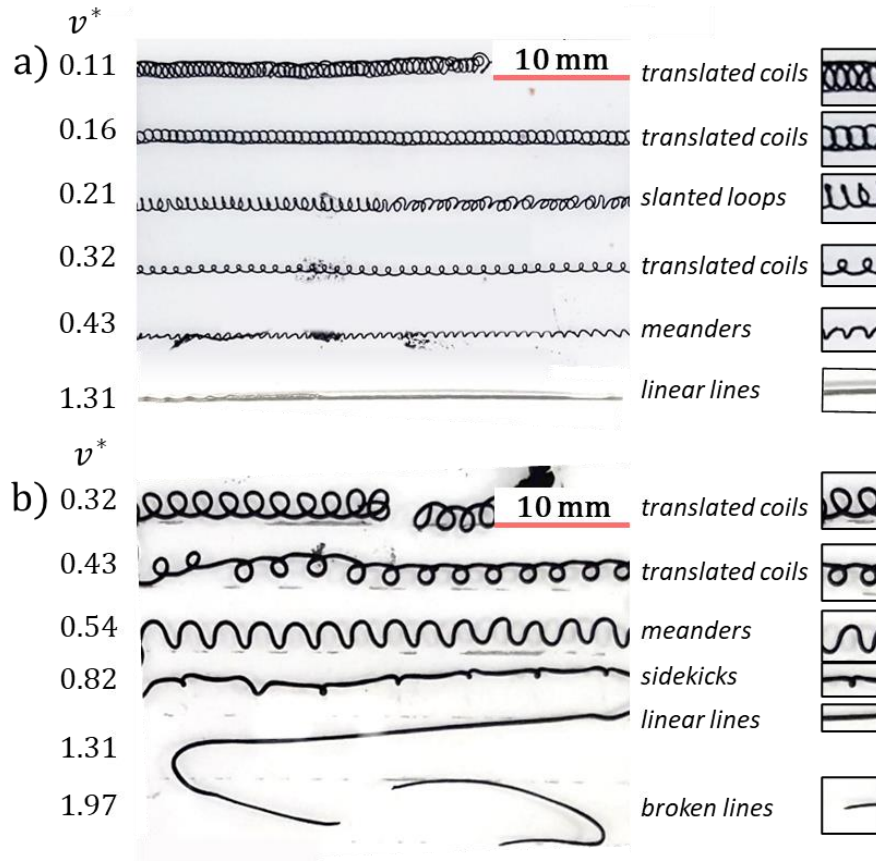 v*
a) 0.11 10 mm translated coils
0.16 translated coils
0.21 slanted loops
0.32 translated coils
0.43 meanders
1.31 linear lines
v*
b) 0.32 10 mm translated coils
0.43 translated coils
0.54 meanders
0.82 sidekicks
linear lines
1.31
1.97 broken lines